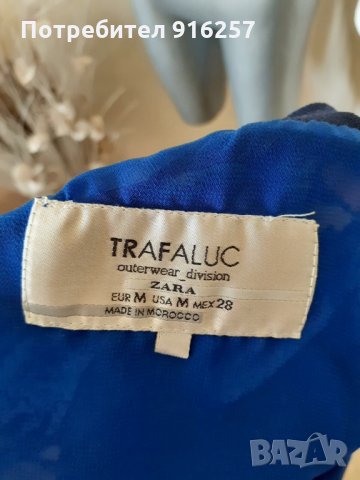 Потребител 916257
TRAFALUC
outerwear_division
ZARA
EUR M USA M MEX 28
MADE IN MOROCCO
BAZAR